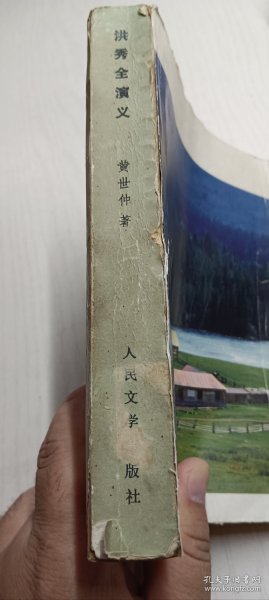 洪秀全演义
黄世仲著
人民文学 版社
孔夫子旧书网